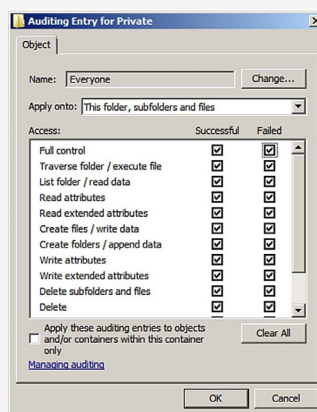 Auditing Entry for Private
Object
Name: Everyone Change...
Apply onto: This folder, subfolders and files
Access: Successful Failed
Full control
Traverse folder / execute file
List folder / read data
Read attributes
Read extended attributes
Create files / write data
Create folders / append data
Write attributes
Write extended attributes
Delete subfolders and files
Delete
Apply these auditing entries to objects
and/or containers within this container
only
Clear All
Managing auditing
OK Cancel